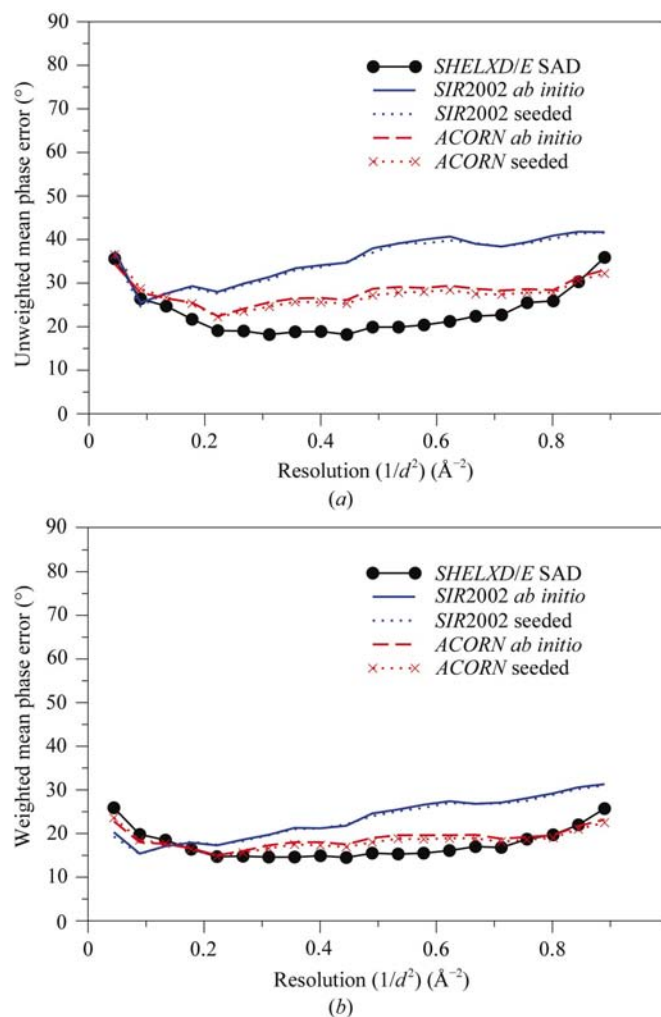 90
80
70
60
50
40
30
20
10
0
Unweighted mean phase error (°)
SHELXD/E SAD
SIR2002 ab initio
SIR2002 seeded
ACORN ab initio
ACORN seeded
0 0.2 0.4 0.6 0.8
Resolution (1/d²) (Å⁻²)
(a)
90
80
70
60
50
40
30
20
10
0
Weighted mean phase error (°)
SHELXD/E SAD
SIR2002 ab initio
SIR2002 seeded
ACORN ab initio
ACORN seeded
0 0.2 0.4 0.6 0.8
Resolution (1/d²) (Å⁻²)
(b)